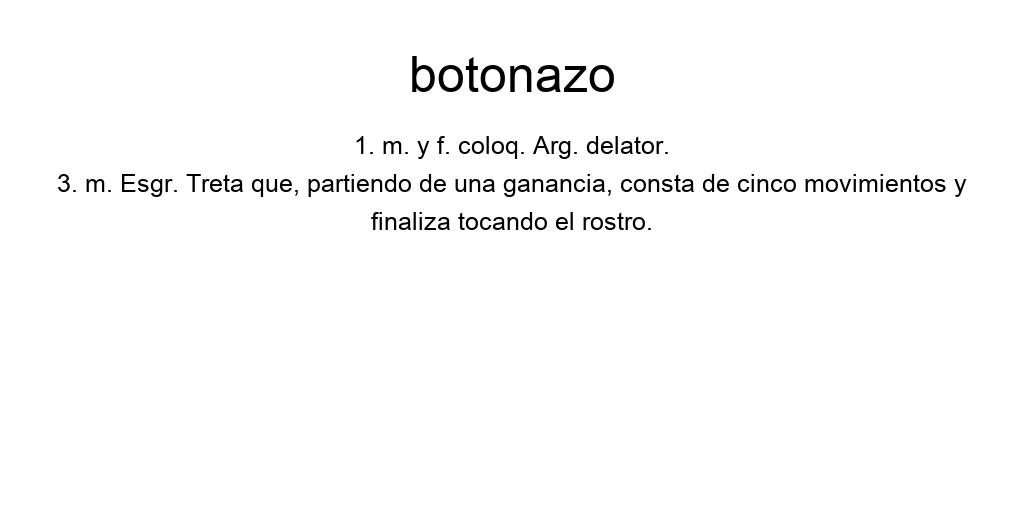 botonazo
1. m. y f. coloq. Arg. delator.
3. m. Esgr. Treta que, partiendo de una ganancia, consta de cinco movimientos y
finaliza tocando el rostro.